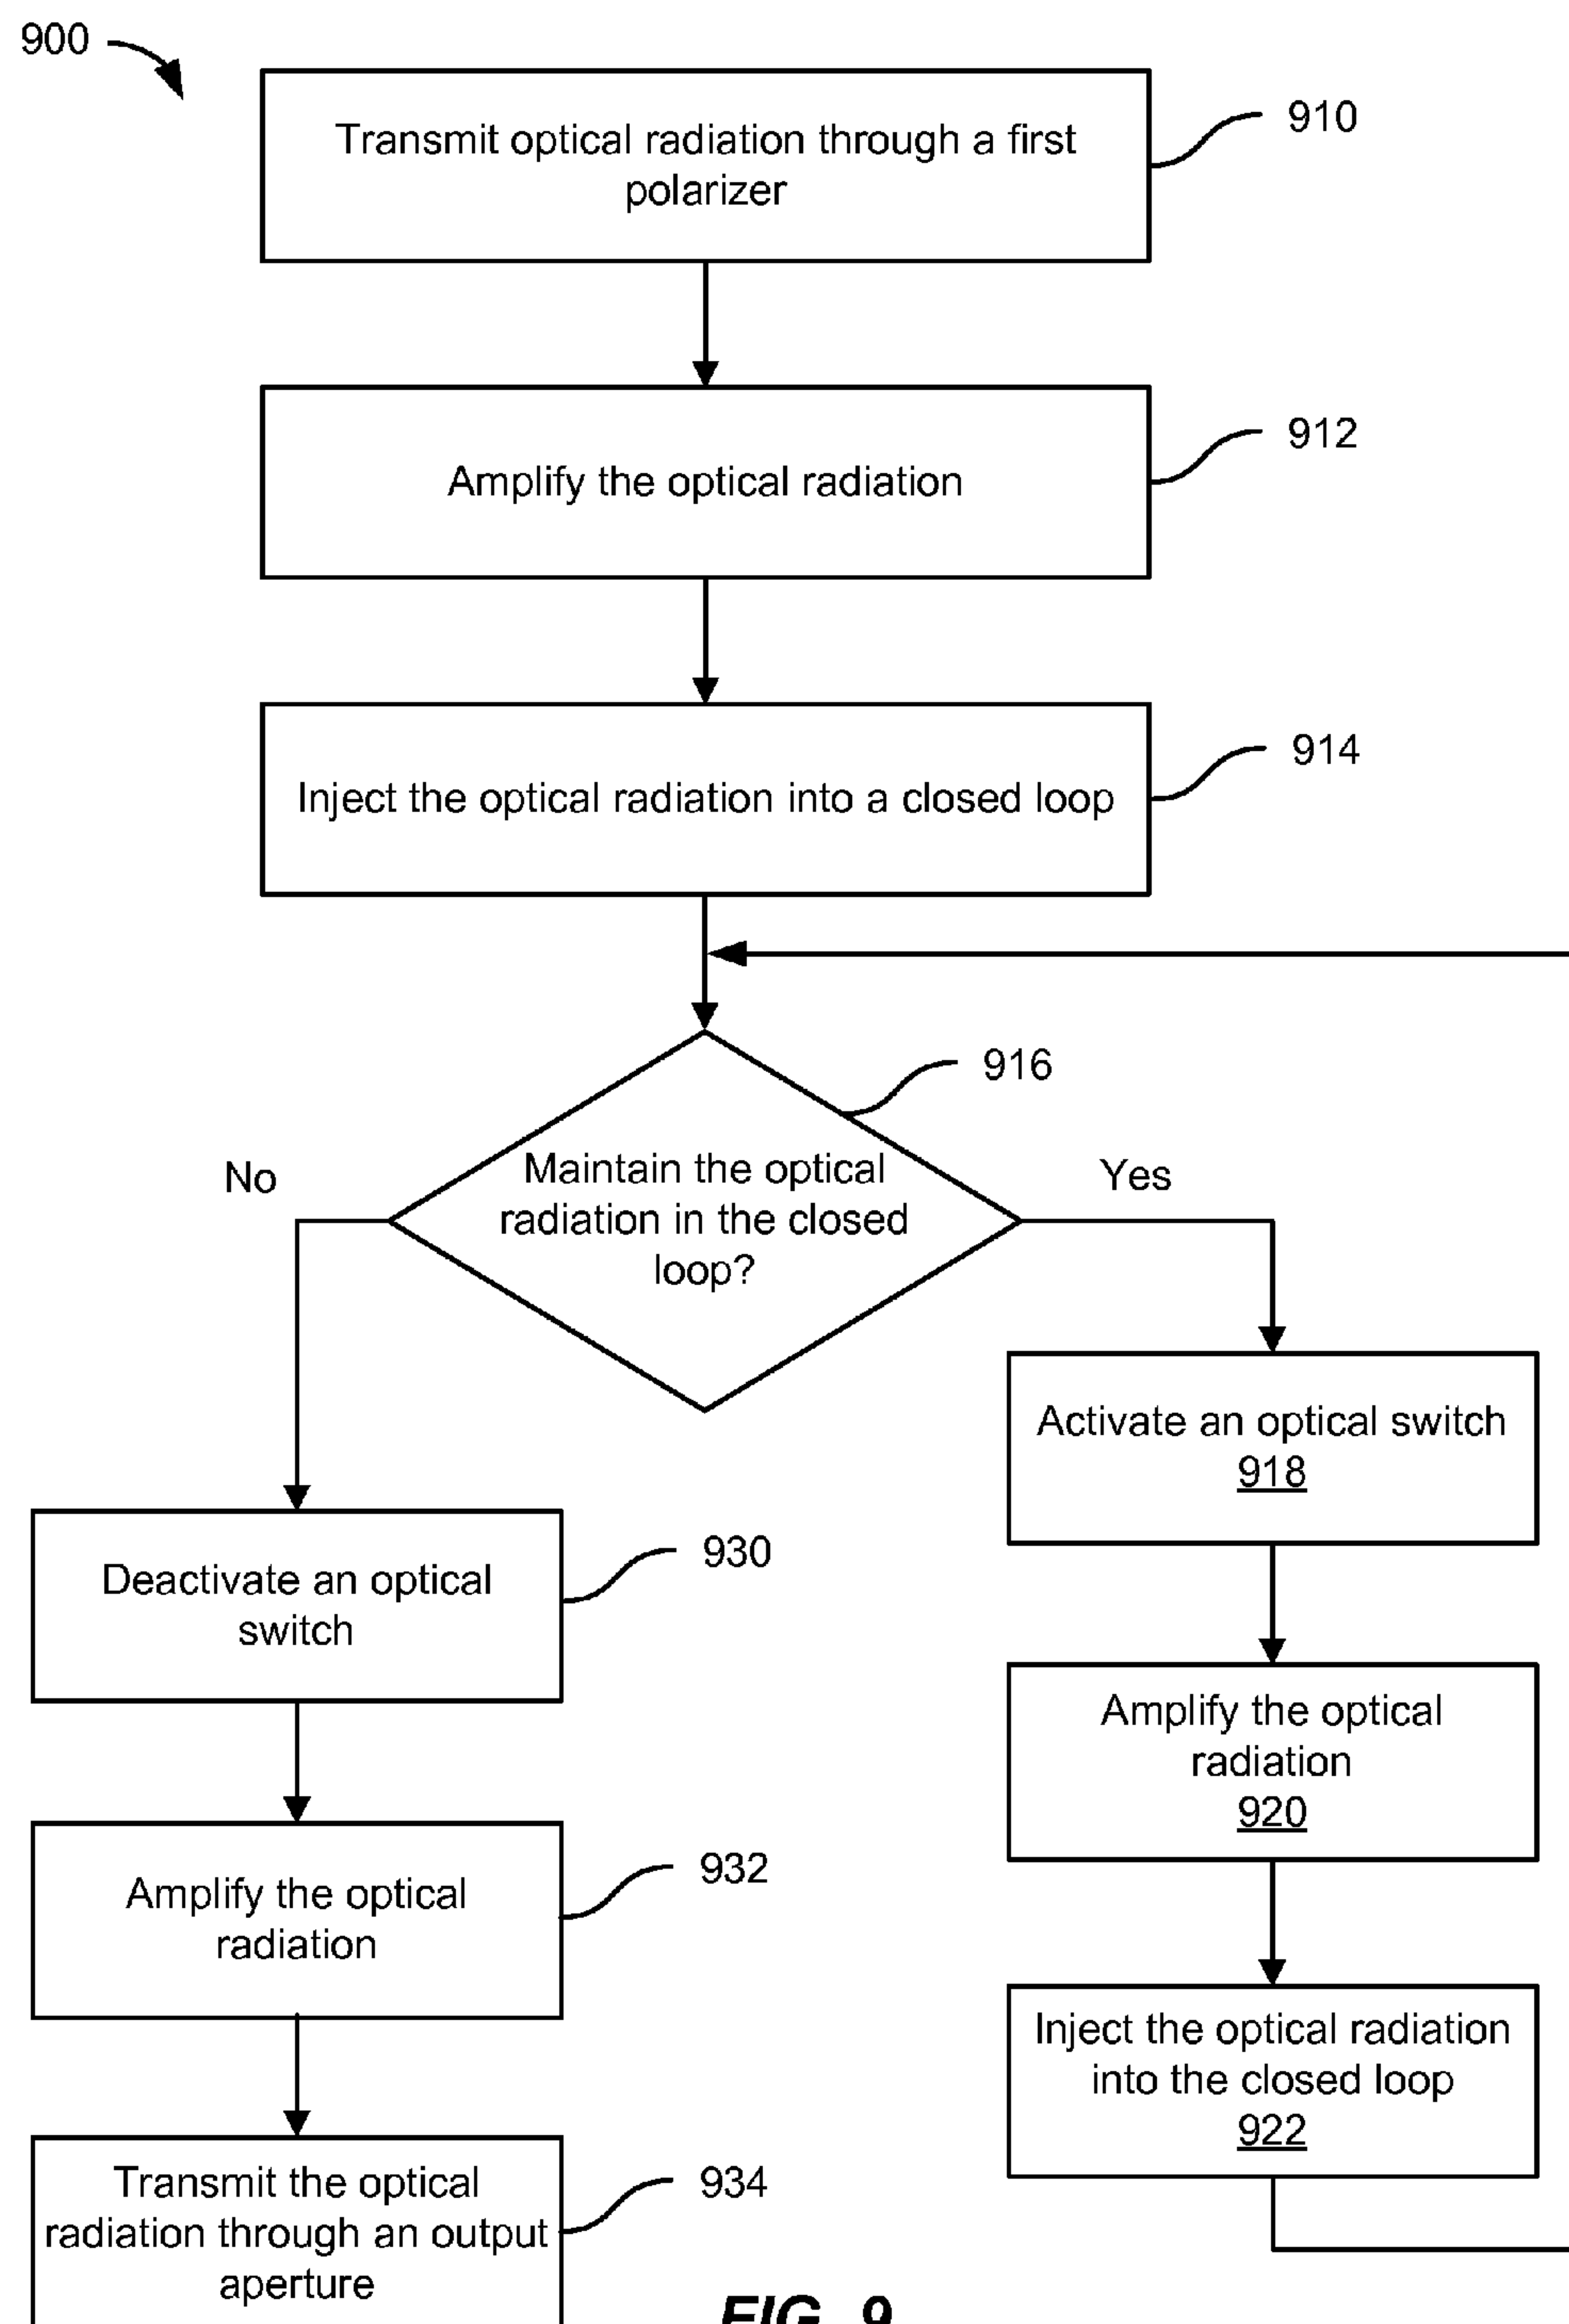 900
Transmit optical radiation through a first
polarizer
910
Amplify the optical radiation
912
Inject the optical radiation into a closed loop
914
916
Maintain the optical
radiation in the closed
loop?
No
Yes
Activate an optical switch
918
Amplify the optical
radiation
920
Inject the optical radiation
into the closed loop
922
Deactivate an optical
switch
930
Amplify the optical
radiation
932
Transmit the optical
radiation through an output
aperture
934
FIG. 9